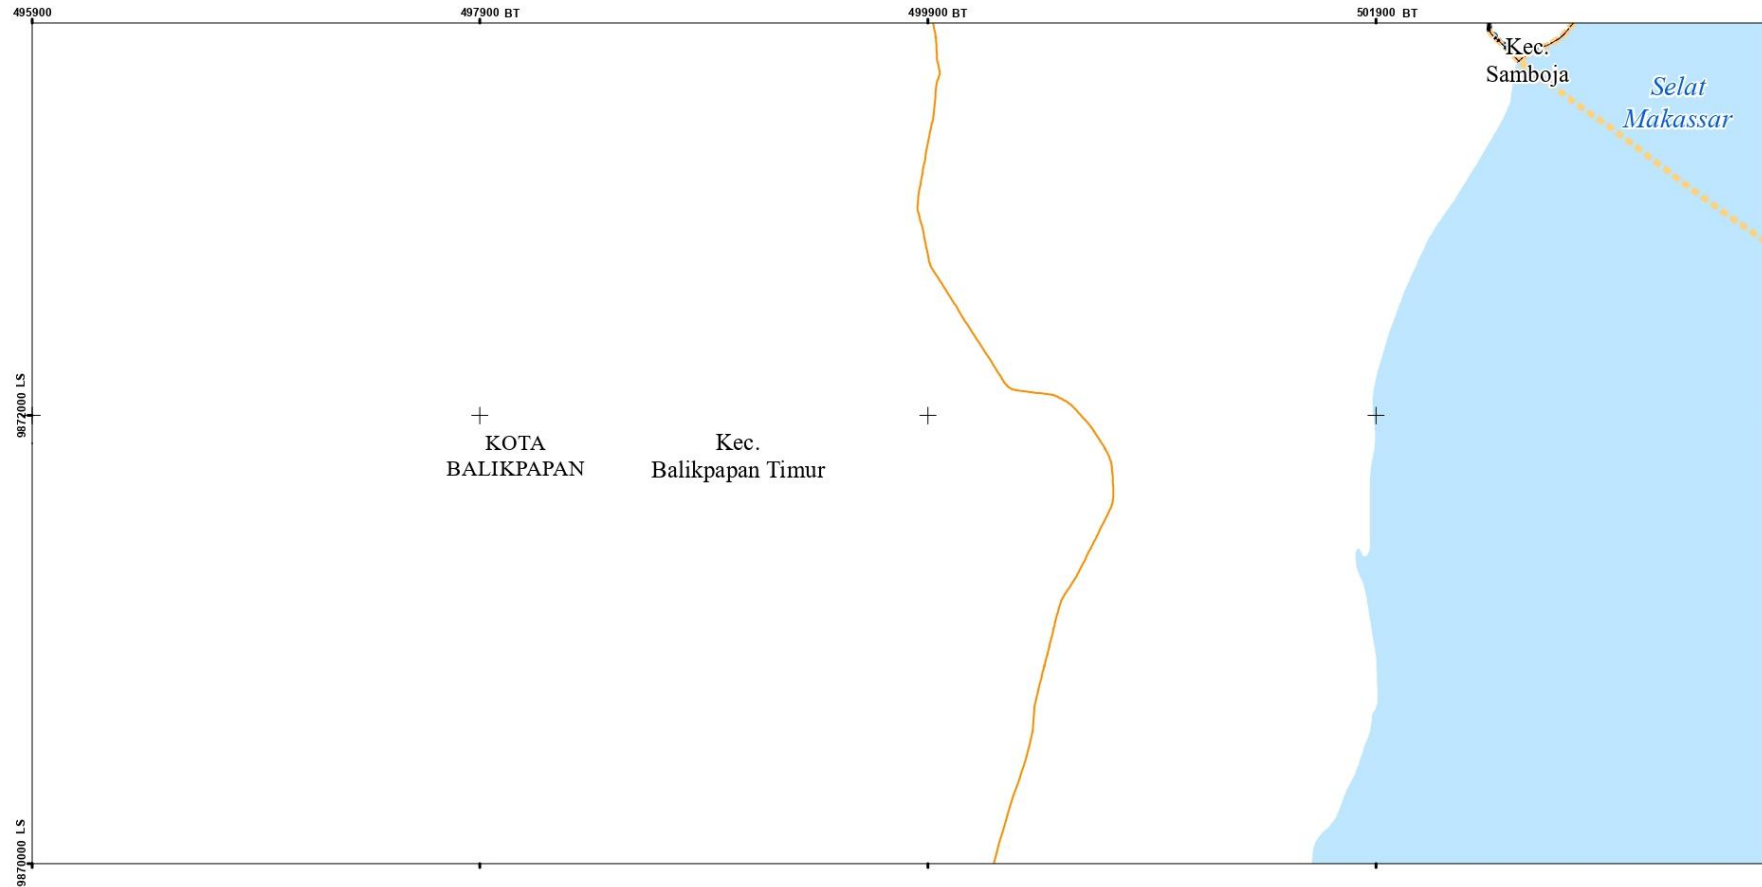 495900
497900 BT
499900 BT
501900 BT
Kec.
Samboja
Selat
Makassar
9872000 LS
KOTA
BALIKPAPAN
Kec.
Balikpapan Timur
9870000 LS